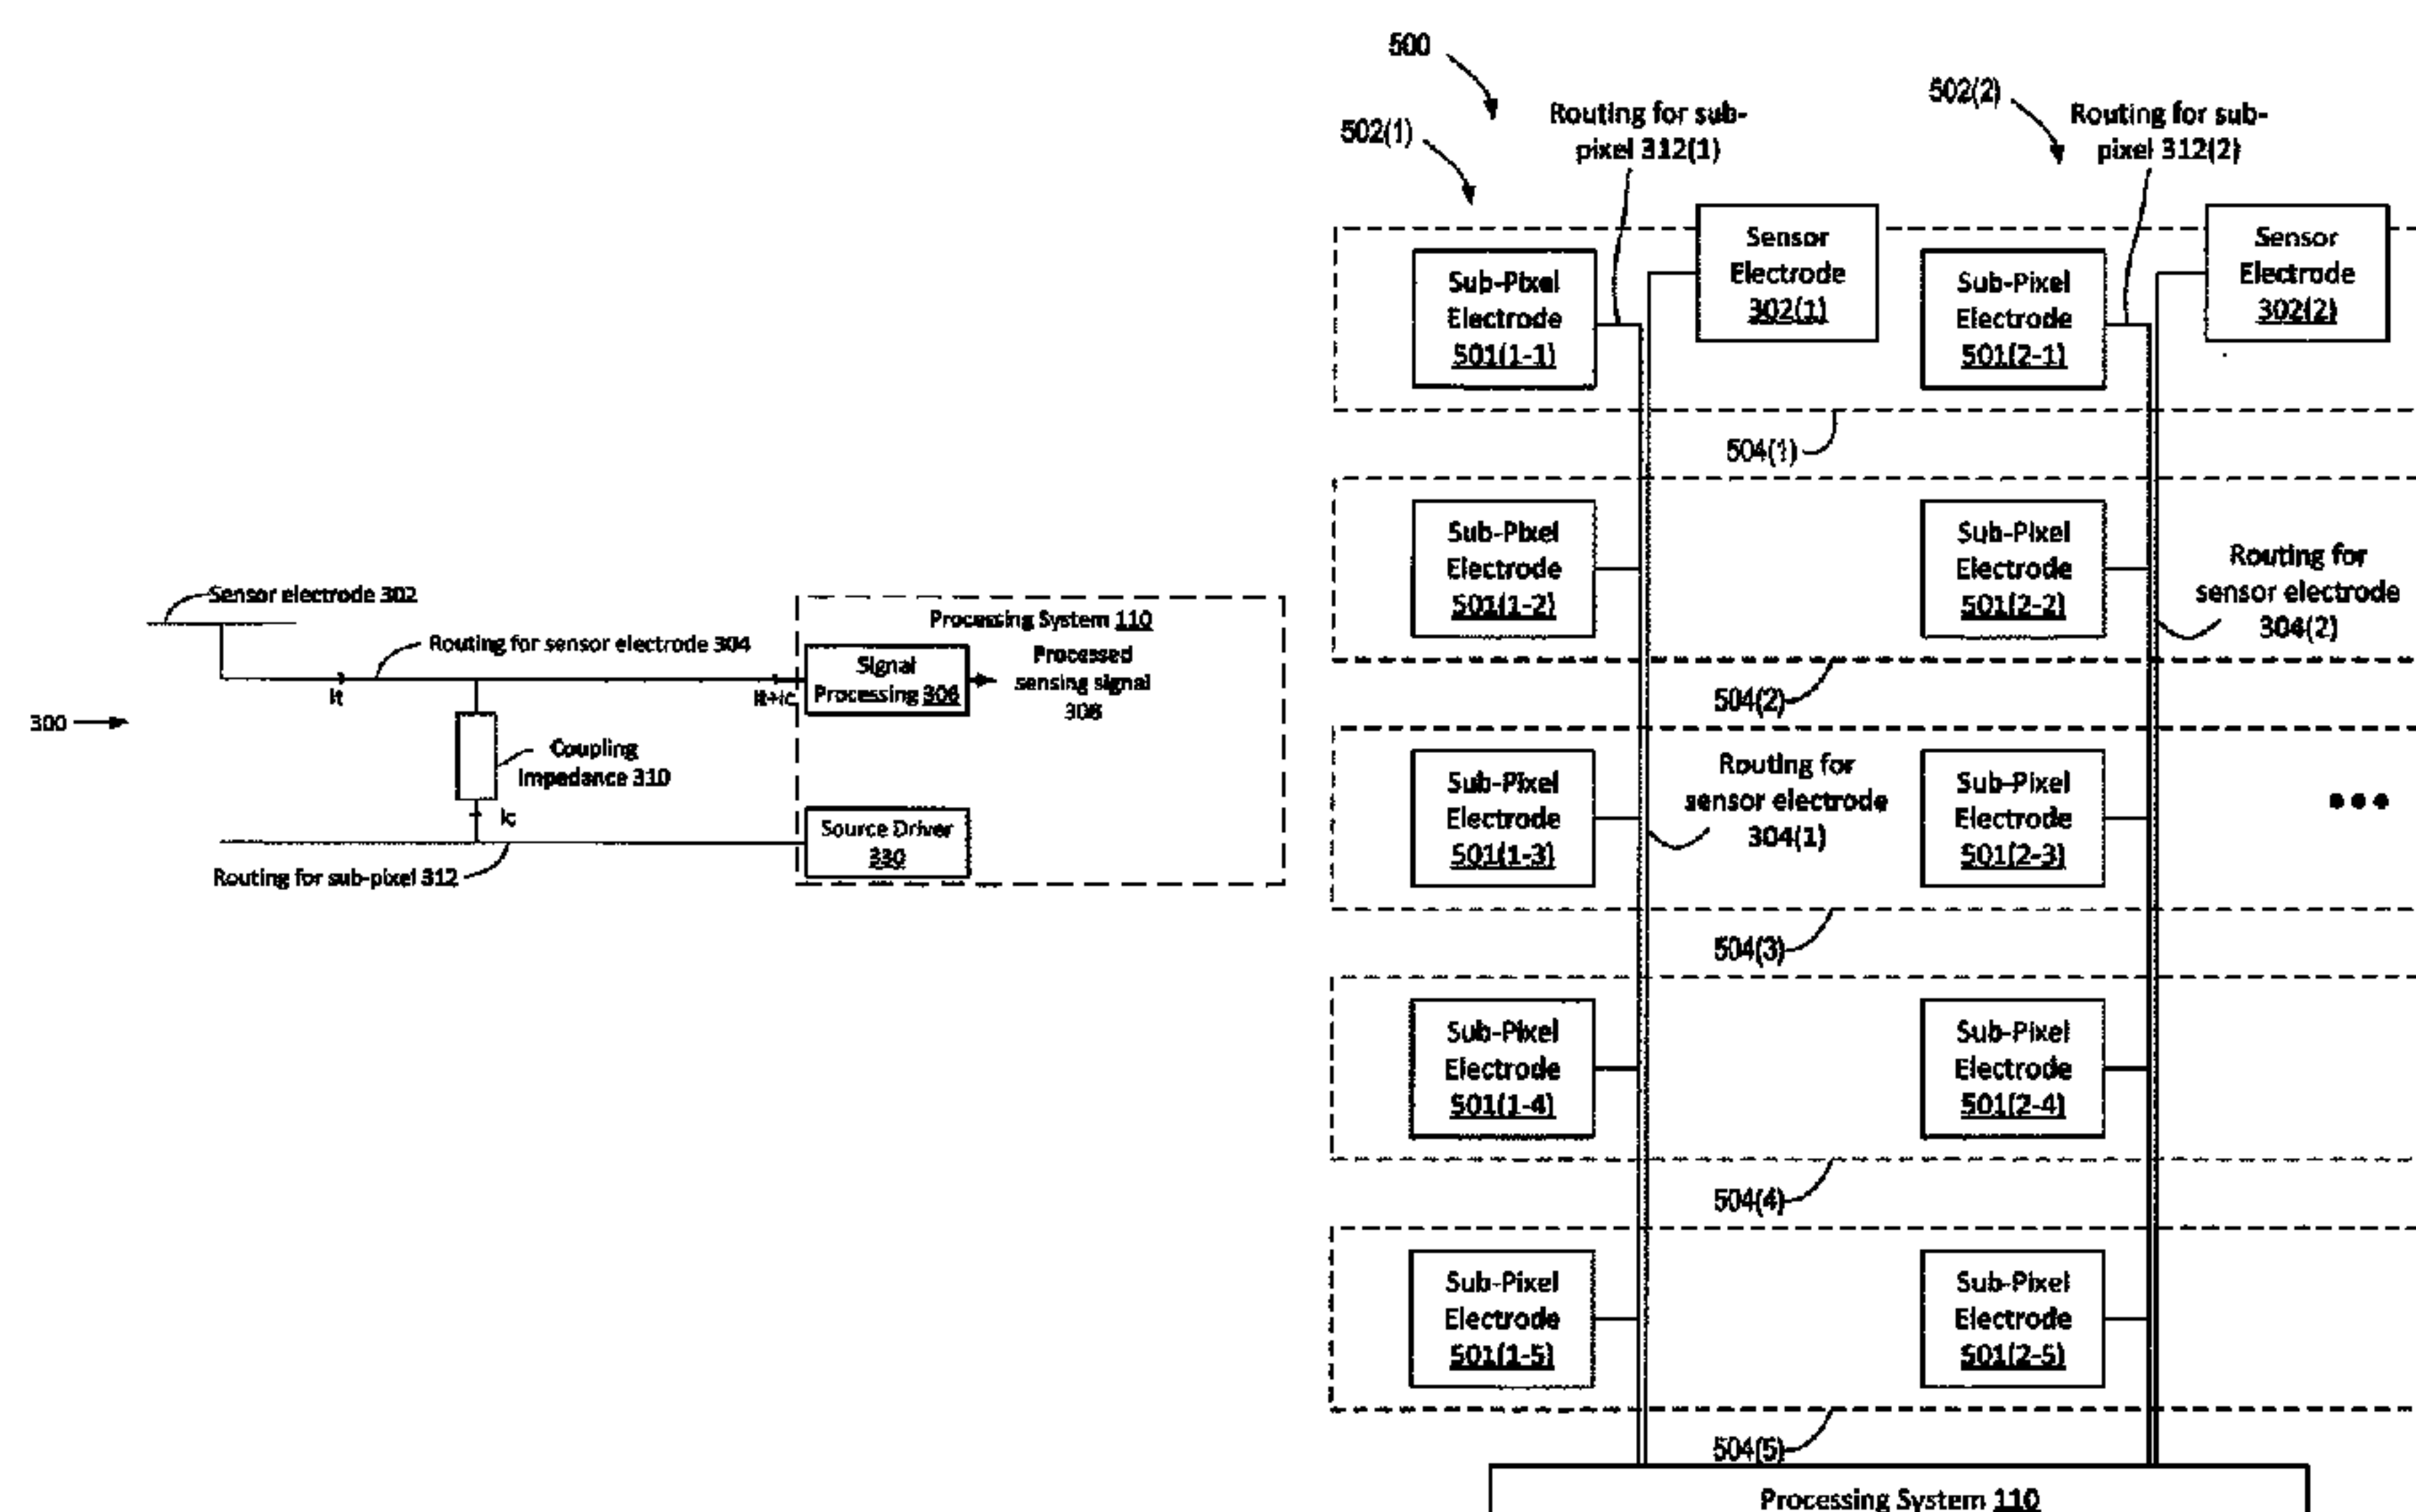 300
Sensor electrode 302
Routing for sensor electrode 304
It
It+Ic
Coupling
Impedance 310
Ic
Routing for sub-pixel 312
Processing System 110
Signal
Processing 306
Processed
sensing signal
308
Source Driver
330
500
502(1)
Routing for sub-
pixel 312(1)
502(2)
Routing for sub-
pixel 312(2)
Sub-Pixel
Electrode
501(1-1)
Sensor
Electrode
302(1)
Sub-Pixel
Electrode
501(2-1)
Sensor
Electrode
302(2)
504(1)
Sub-Pixel
Electrode
501(1-2)
Sub-Pixel
Electrode
501(2-2)
Routing for
sensor electrode
304(2)
504(2)
Sub-Pixel
Electrode
501(1-3)
Routing for
sensor electrode
304(1)
Sub-Pixel
Electrode
501(2-3)
504(3)
Sub-Pixel
Electrode
501(1-4)
Sub-Pixel
Electrode
501(2-4)
504(4)
Sub-Pixel
Electrode
501(1-5)
Sub-Pixel
Electrode
501(2-5)
504(5)
Processing System 110